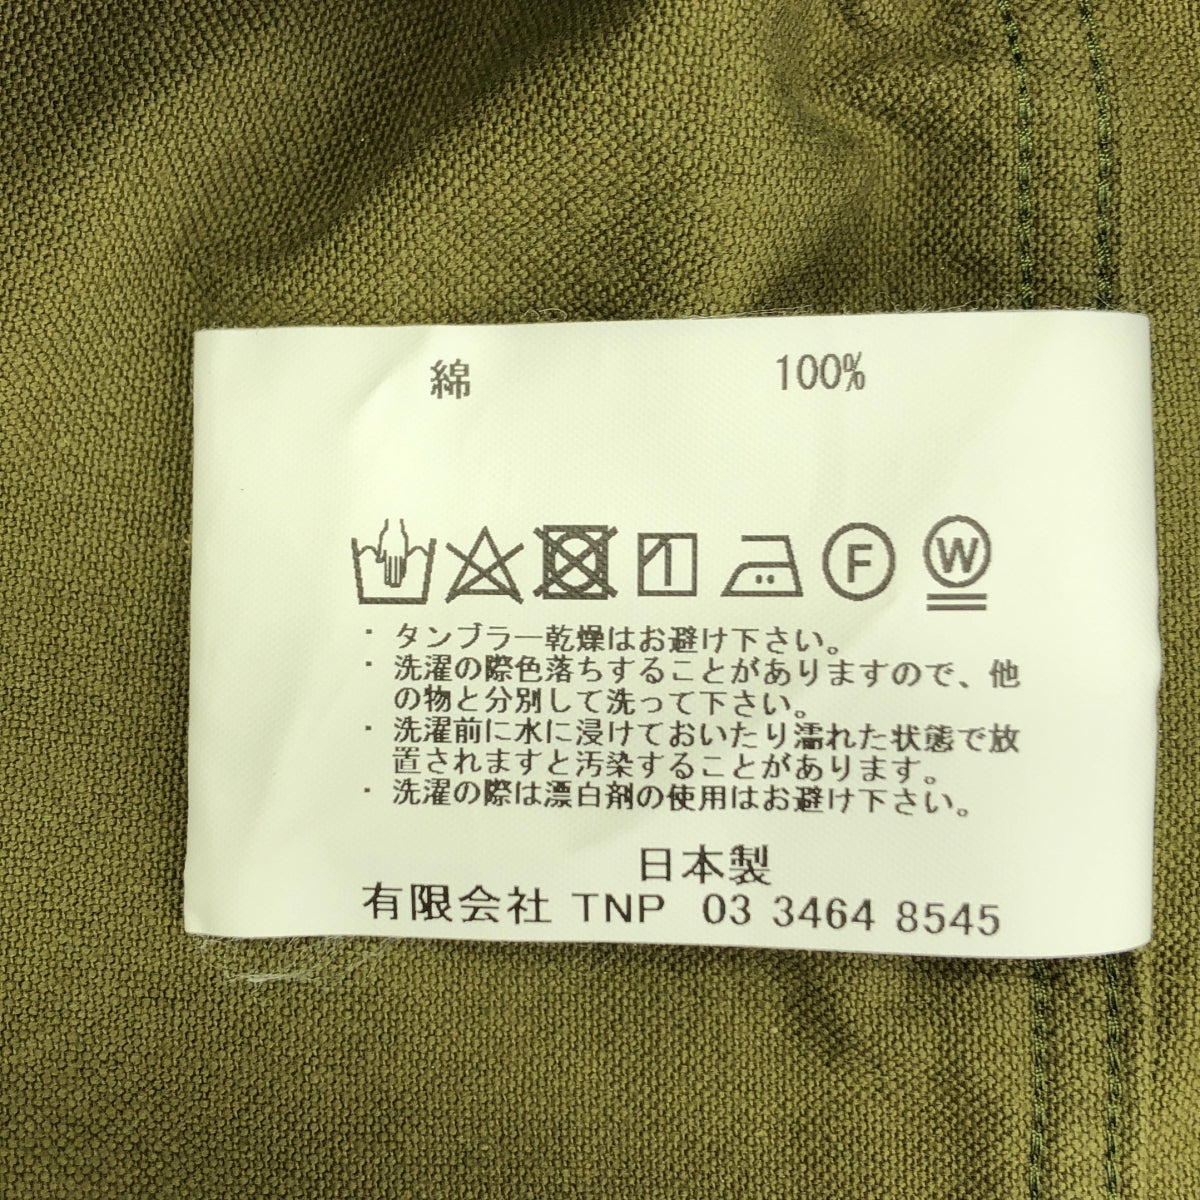 綿 100%
F W
・タンブラー乾燥はお避け下さい。
・洗濯の際色落ちすることがありますので、他
の物と分別して洗って下さい。
・洗濯前に水に浸けておいたり濡れた状態で放
置されますと汚染することがあります。
・洗濯の際は漂白剤の使用はお避け下さい。
日本製
有限会社 TNP 03 3464 8545